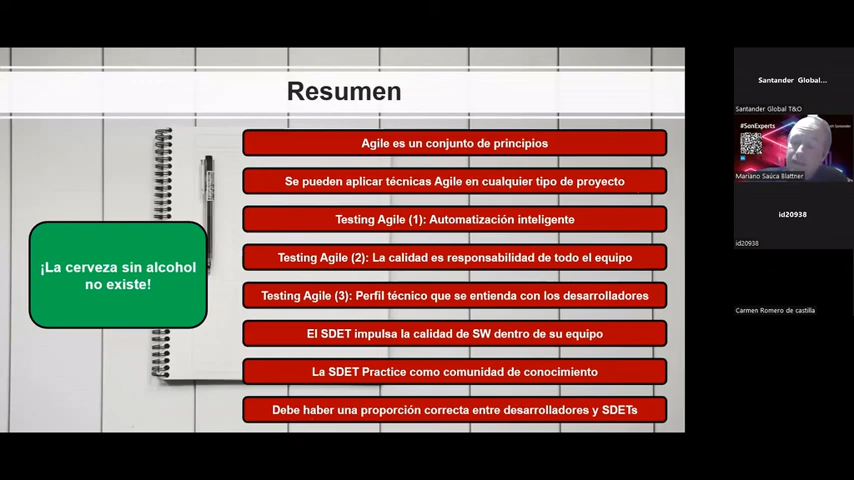 Resumen
Agile es un conjunto de principios
Se pueden aplicar técnicas Agile en cualquier tipo de proyecto
Testing Agile (1): Automatización inteligente
Testing Agile (2): La calidad es responsabilidad de todo el equipo
Testing Agile (3): Perfil técnico que se entienda con los desarrolladores
El SDET impulsa la calidad de SW dentro de su equipo
La SDET Practice como comunidad de conocimiento
Debe haber una proporción correcta entre desarrolladores y SDETs
¡La cerveza sin alcohol
no existe!
Santander Global...
Santander Global T&O
#SonExperts
Mariano Saúca Blattner
id20938
id20938
Carmen Romero de castilla